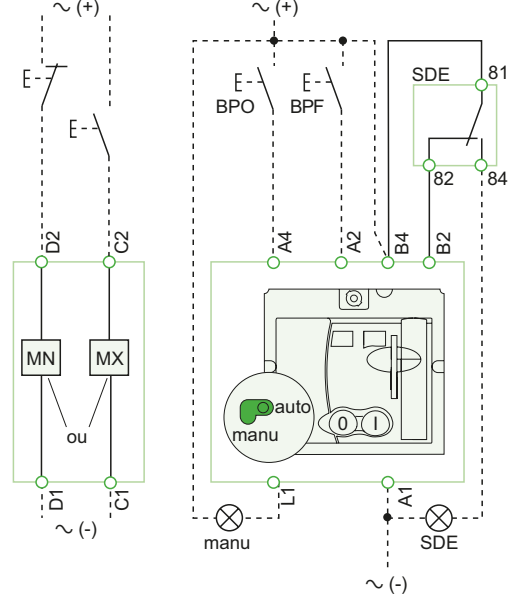 ~ (+)
~ (+)
E
E
E
E
BPO
BPF
SDE
81
82
84
D2
C2
A4
A2
B4
B2
MN
MX
ou
auto
manu
0
I
D1
C1
L1
A1
~ (-)
manu
SDE
~ (-)